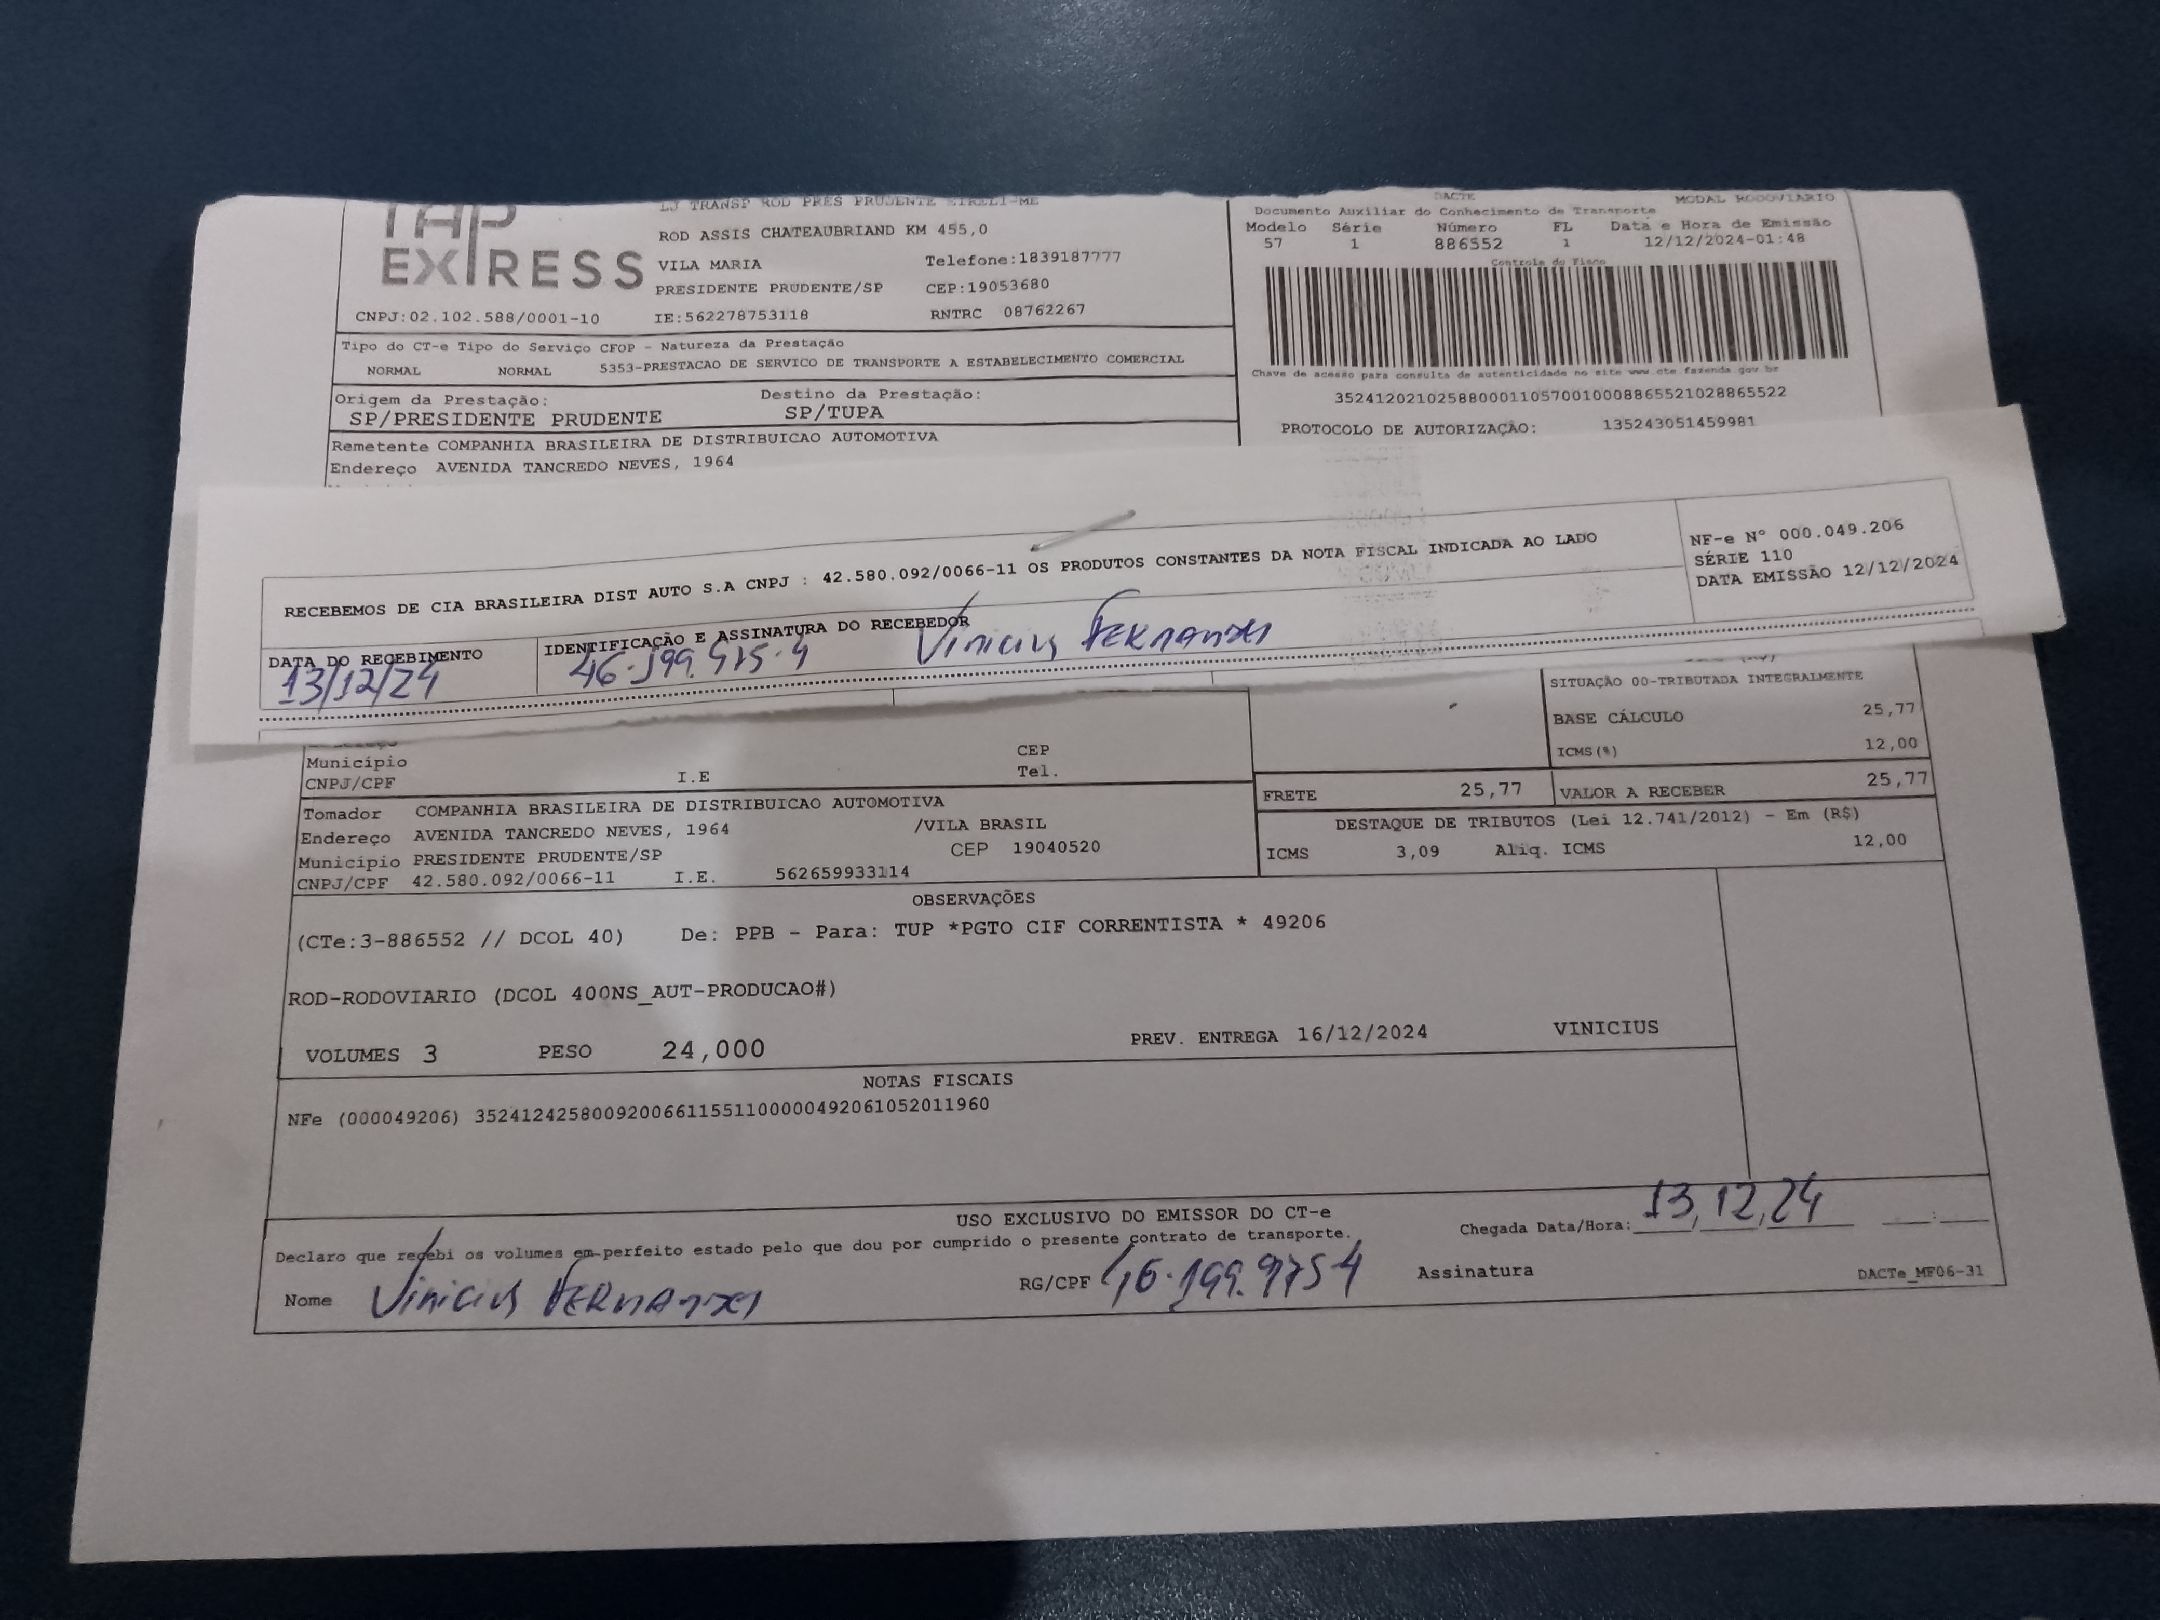 TAP
EXPRESS
LJ TRANSP ROD PRES PRUDENTE EIRELI-ME
ROD ASSIS CHATEAUBRIAND KM 455,0
VILA MARIA Telefone:1839187777
PRESIDENTE PRUDENTE/SP CEP:19053680
CNPJ:02.102.588/0001-10 IE:562278753118 RNTRC 08762267
DACTE MODAL RODOVIARIO
Documento Auxiliar do Conhecimento de Transporte
Modelo Série Número FL Data e Hora de Emissão
57 1 886552 1 12/12/2024-01:48
Controle do Fisco
Chave de acesso para consulta de autenticidade no site www.cte.fazenda.gov.br
35241202102588000110570010008865521028865522
PROTOCOLO DE AUTORIZAÇÃO: 135243051459981
Tipo do CT-e Tipo do Serviço CFOP - Natureza da Prestação
NORMAL NORMAL 5353-PRESTACAO DE SERVICO DE TRANSPORTE A ESTABELECIMENTO COMERCIAL
Origem da Prestação: Destino da Prestação:
SP/PRESIDENTE PRUDENTE SP/TUPA
Remetente COMPANHIA BRASILEIRA DE DISTRIBUICAO AUTOMOTIVA
Endereço AVENIDA TANCREDO NEVES, 1964
RECEBEMOS DE CIA BRASILEIRA DIST AUTO S.A CNPJ : 42.580.092/0066-11 OS PRODUTOS CONSTANTES DA NOTA FISCAL INDICADA AO LADO
NF-e N° 000.049.206
SÉRIE 110
DATA EMISSÃO 12/12/2024
DATA DO RECEBIMENTO IDENTIFICAÇÃO E ASSINATURA DO RECEBEDOR
13/12/24 Vinicius FERNANDES
SITUAÇÃO 00-TRIBUTADA INTEGRALMENTE
BASE CÁLCULO 25,77
ICMS(%) 12,00
Município CEP
CNPJ/CPF I.E Tel.
FRETE 25,77 VALOR A RECEBER 25,77
Tomador COMPANHIA BRASILEIRA DE DISTRIBUICAO AUTOMOTIVA
Endereço AVENIDA TANCREDO NEVES, 1964 /VILA BRASIL
Município PRESIDENTE PRUDENTE/SP CEP 19040520
CNPJ/CPF 42.580.092/0066-11 I.E. 562659933114
DESTAQUE DE TRIBUTOS (Lei 12.741/2012) - Em (R$)
ICMS 3,09 Aliq. ICMS 12,00
OBSERVAÇÕES
(CTe:3-886552 // DCOL 40) De: PPB - Para: TUP *PGTO CIF CORRENTISTA * 49206
ROD-RODOVIARIO (DCOL 400NS_AUT-PRODUCAO#)
VOLUMES 3 PESO 24,000 PREV. ENTREGA 16/12/2024 VINICIUS
NOTAS FISCAIS
NFe (000049206) 35241242580092006611551100000492061052011960
USO EXCLUSIVO DO EMISSOR DO CT-e
Declaro que recebi os volumes em perfeito estado pelo que dou por cumprido o presente contrato de transporte.
Chegada Data/Hora: 13,12,24 :
Nome Vinicius FERNANDES RG/CPF 46.199.975 4 Assinatura DACTe_MF06-31